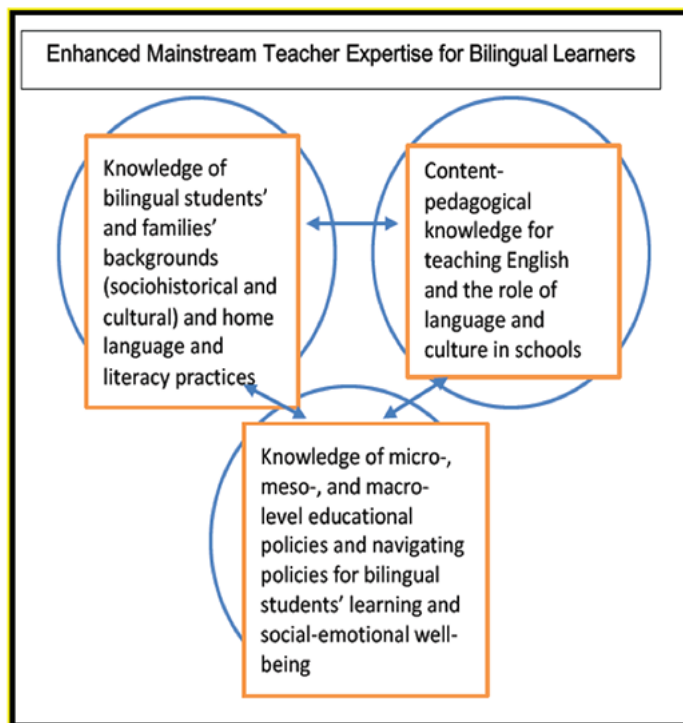 Enhanced Mainstream Teacher Expertise for Bilingual Learners
Knowledge of
bilingual students’
and families’
backgrounds
(sociohistorical and
cultural) and home
language and
literacy practices
Content-
pedagogical
knowledge for
teaching English
and the role of
language and
culture in schools
Knowledge of micro-,
meso-, and macro-
level educational
policies and navigating
policies for bilingual
students’ learning and
social-emotional well-
being